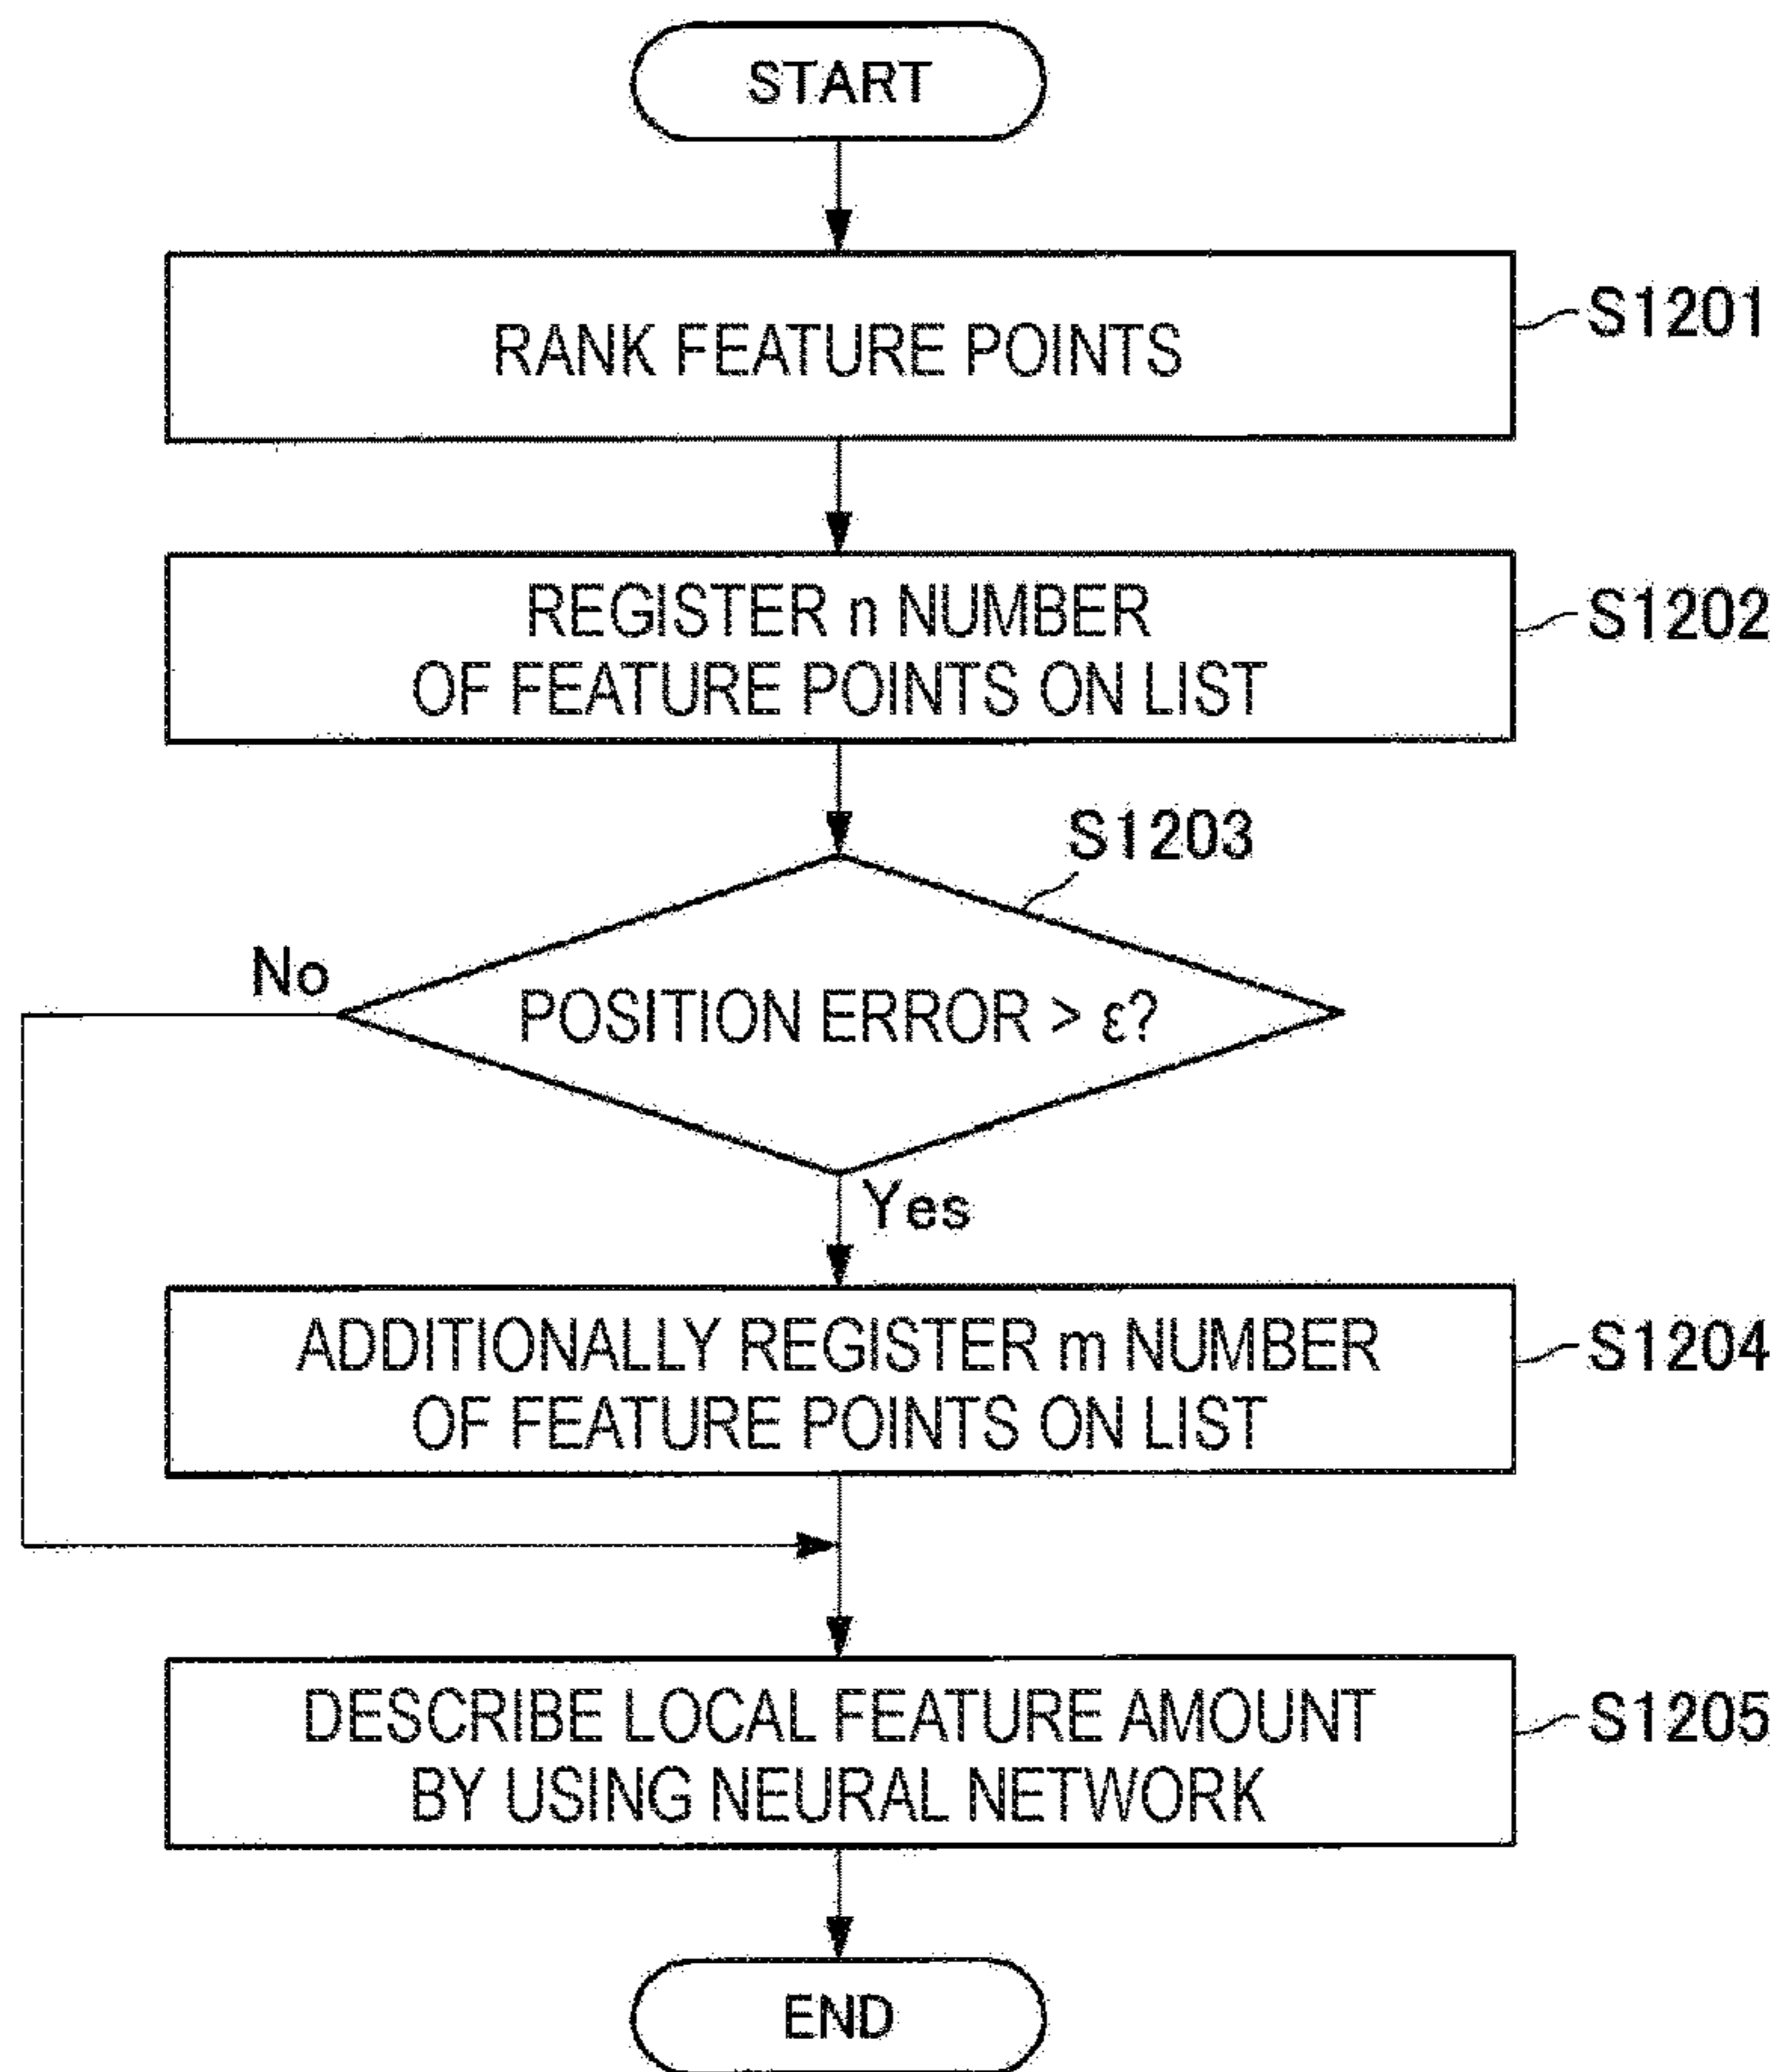 START
RANK FEATURE POINTS
S1201
REGISTER n NUMBER
OF FEATURE POINTS ON LIST
S1202
S1203
POSITION ERROR > ε?
No
Yes
ADDITIONALLY REGISTER m NUMBER
OF FEATURE POINTS ON LIST
S1204
DESCRIBE LOCAL FEATURE AMOUNT
BY USING NEURAL NETWORK
S1205
END